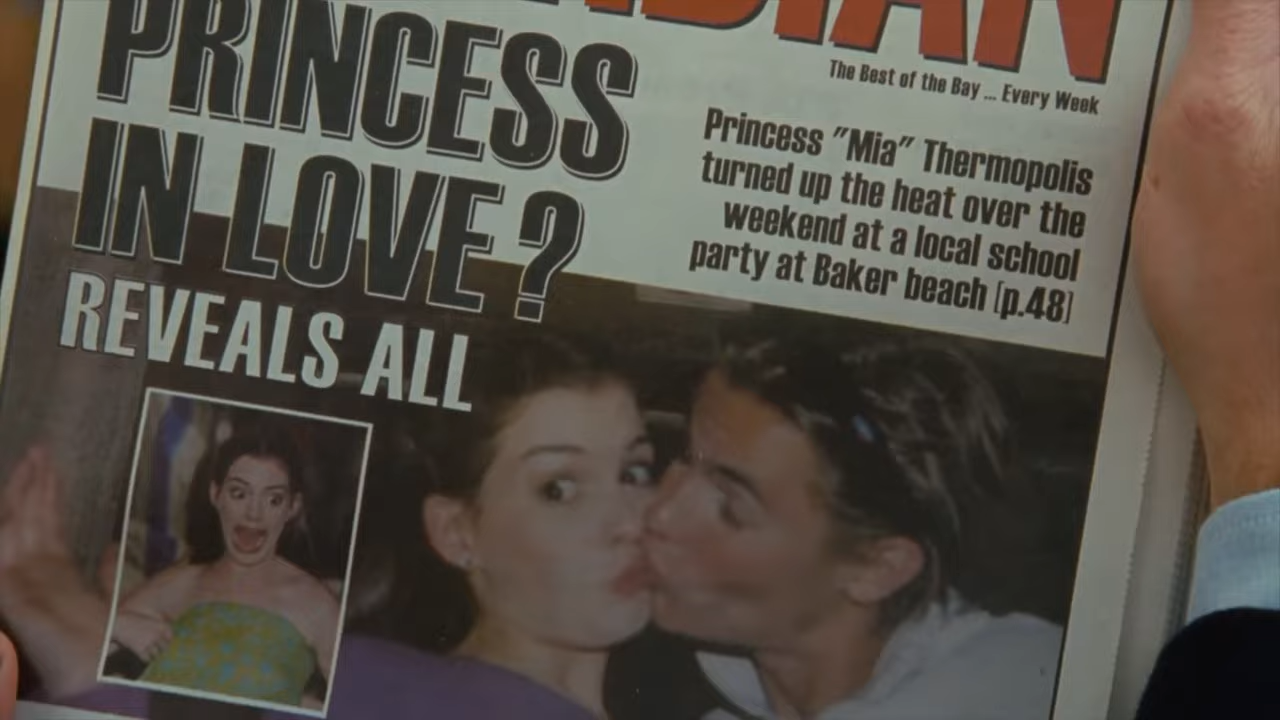 PRINCESS
IN LOVE?
REVEALS ALL
The Best of the Bay ... Every Week
Princess "Mia" Thermopolis
turned up the heat over the
weekend at a local school
party at Baker beach [p.48]